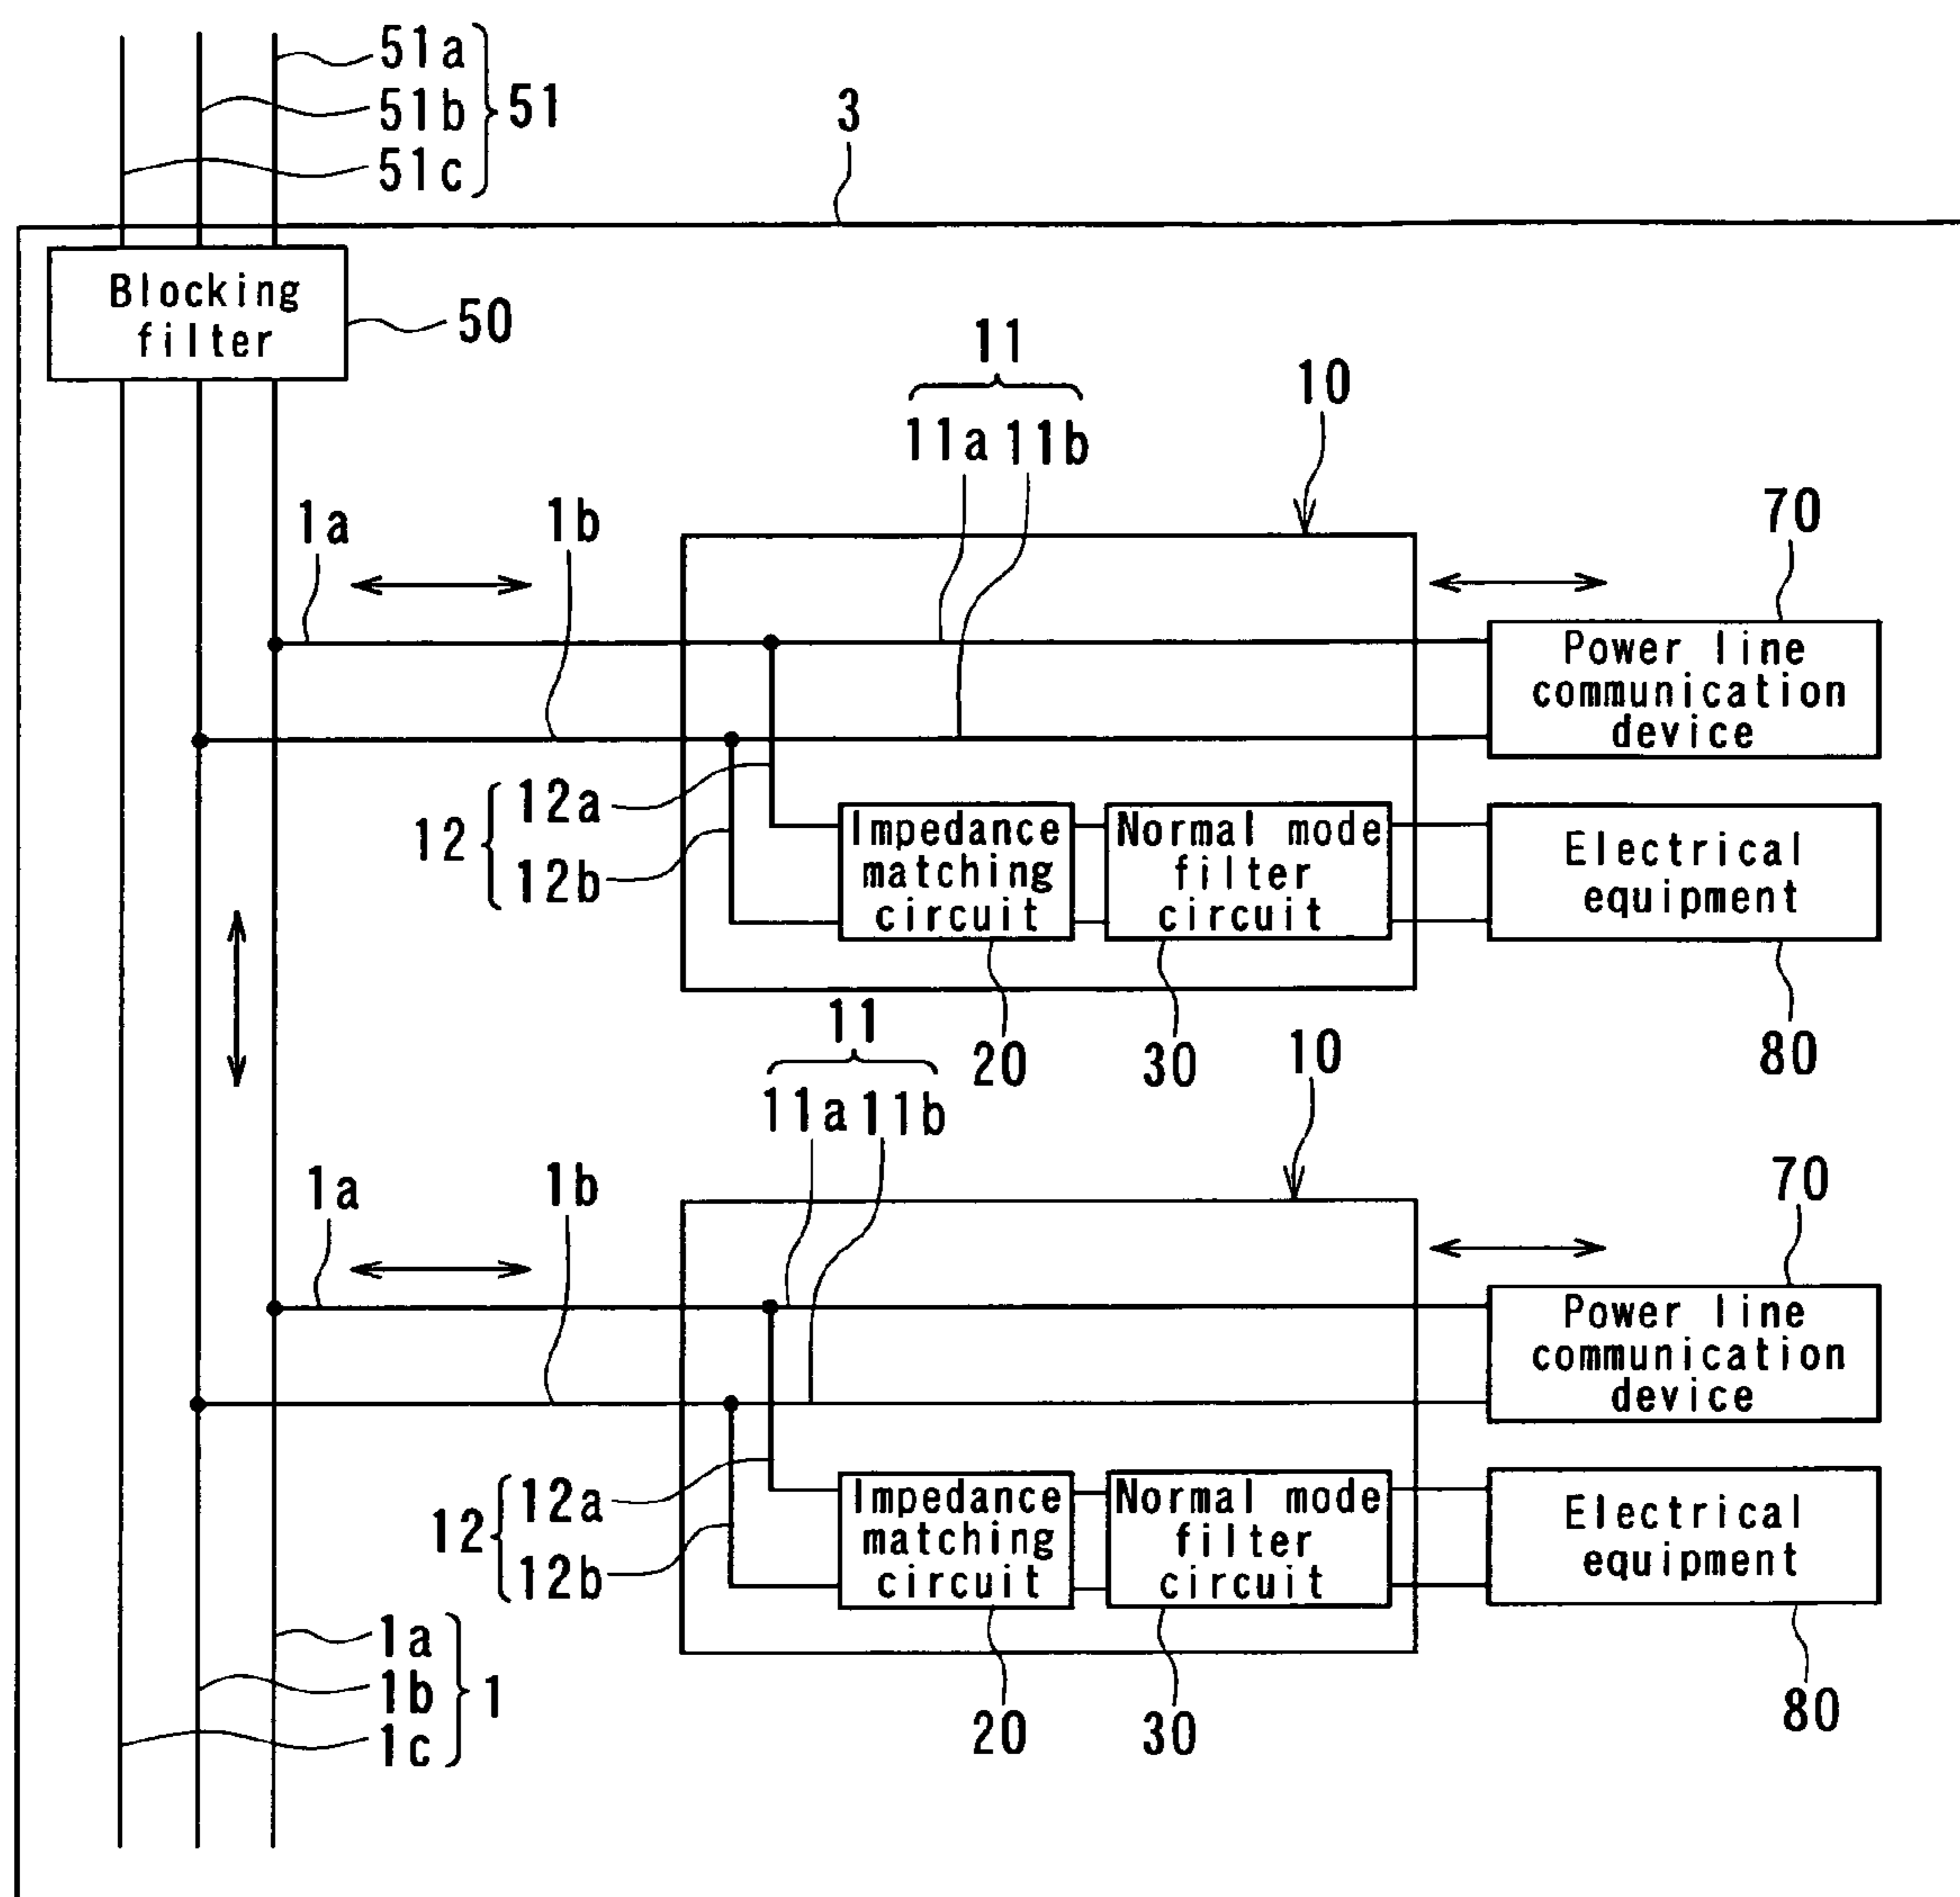 51a
51b
51c
51
3
Blocking
filter
50
11
11a 11b
10
1a
1b
70
Power line
communication
device
12
12a
12b
Impedance
matching
circuit
Normal mode
filter
circuit
Electrical
equipment
20
30
80
11
11a 11b
10
1a
1b
70
Power line
communication
device
12
12a
12b
Impedance
matching
circuit
Normal mode
filter
circuit
Electrical
equipment
1a
1b
1c
1
20
30
80